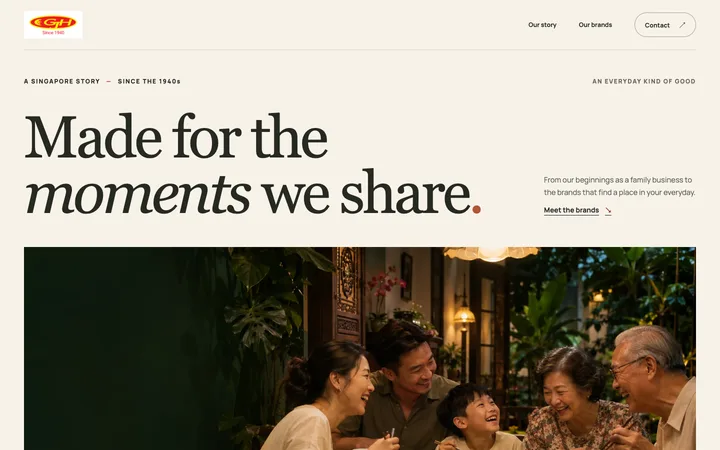 EGTH
Since 1940
Our story
Our brands
Contact ↗
A SINGAPORE STORY — SINCE THE 1940s
AN EVERYDAY KIND OF GOOD
Made for the
moments we share.
From our beginnings as a family business to
the brands that find a place in your everyday.
Meet the brands ↘